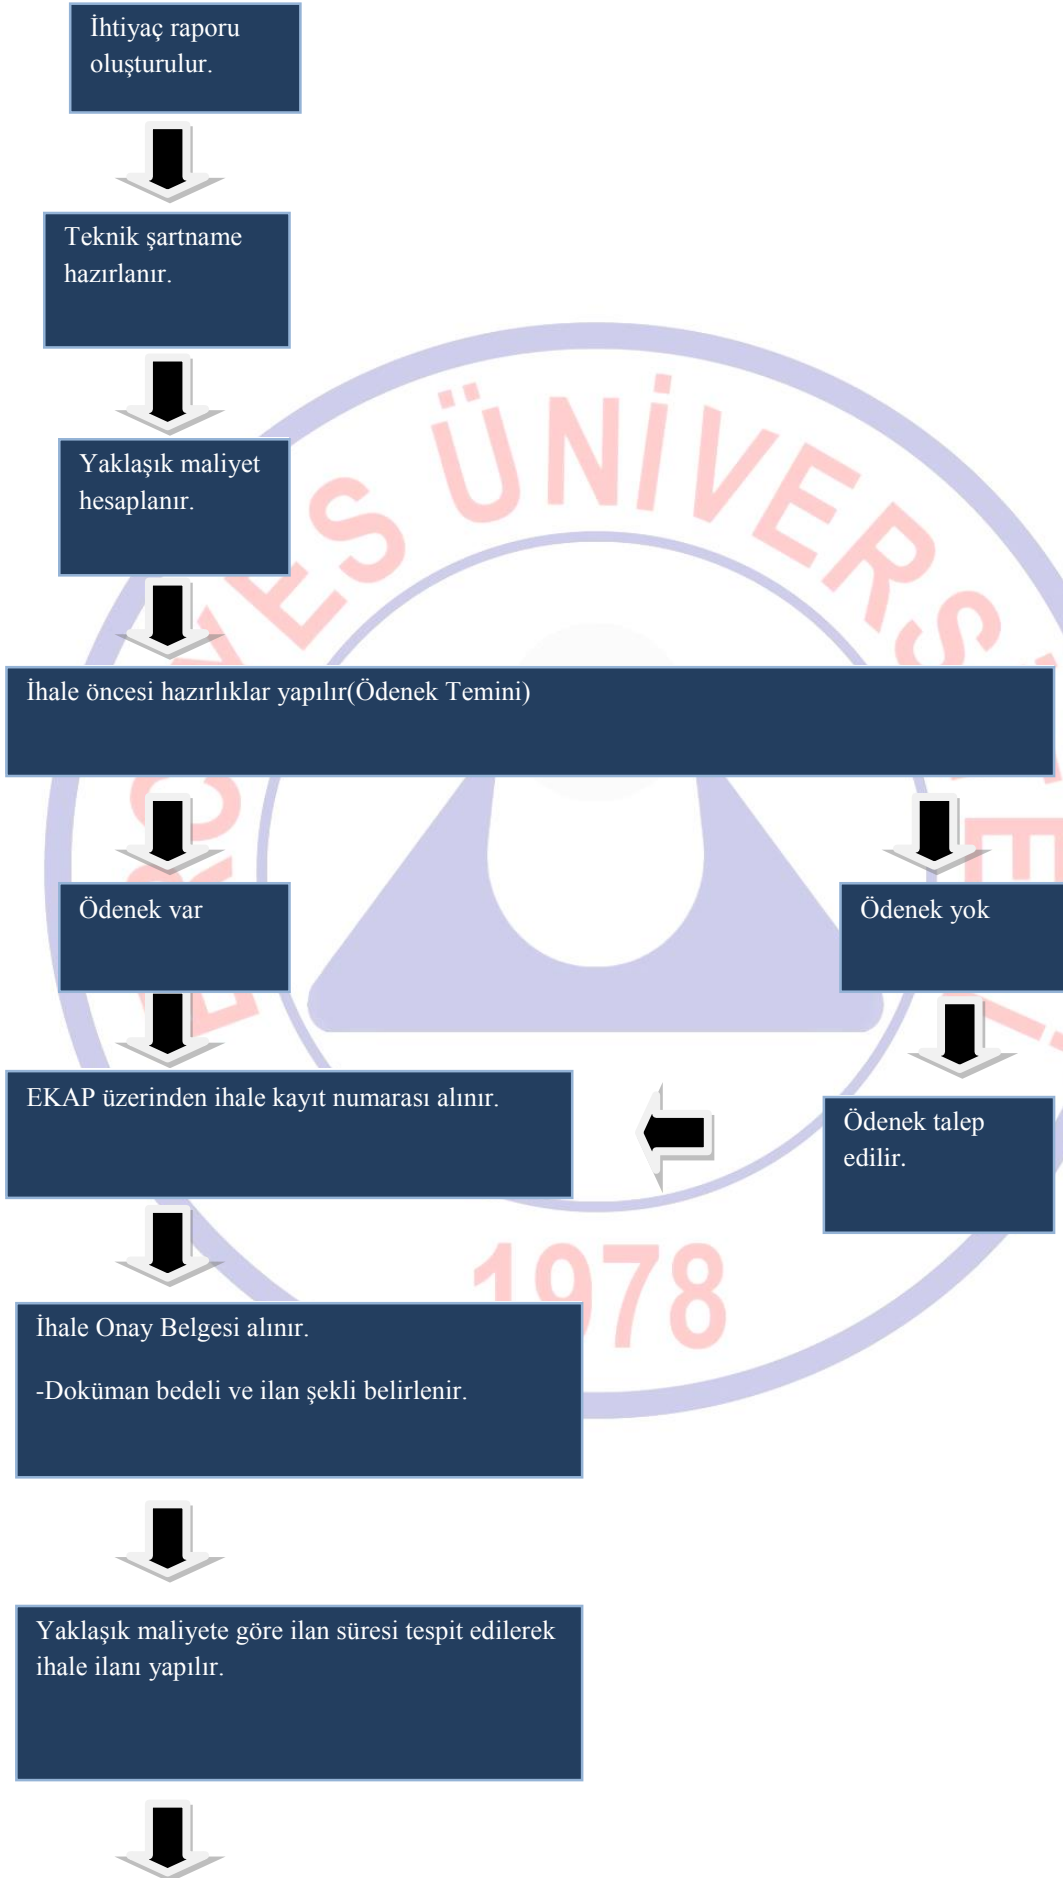 İhtiyaç raporu
oluşturulur.
Teknik şartname
hazırlanır.
Yaklaşık maliyet
hesaplanır.
İhale öncesi hazırlıklar yapılır(Ödenek Temini)
Ödenek var
Ödenek yok
EKAP üzerinden ihale kayıt numarası alınır.
Ödenek talep
edilir.
İhale Onay Belgesi alınır.
-Doküman bedeli ve ilan şekli belirlenir.
Yaklaşık maliyete göre ilan süresi tespit edilerek
ihale ilanı yapılır.
1978